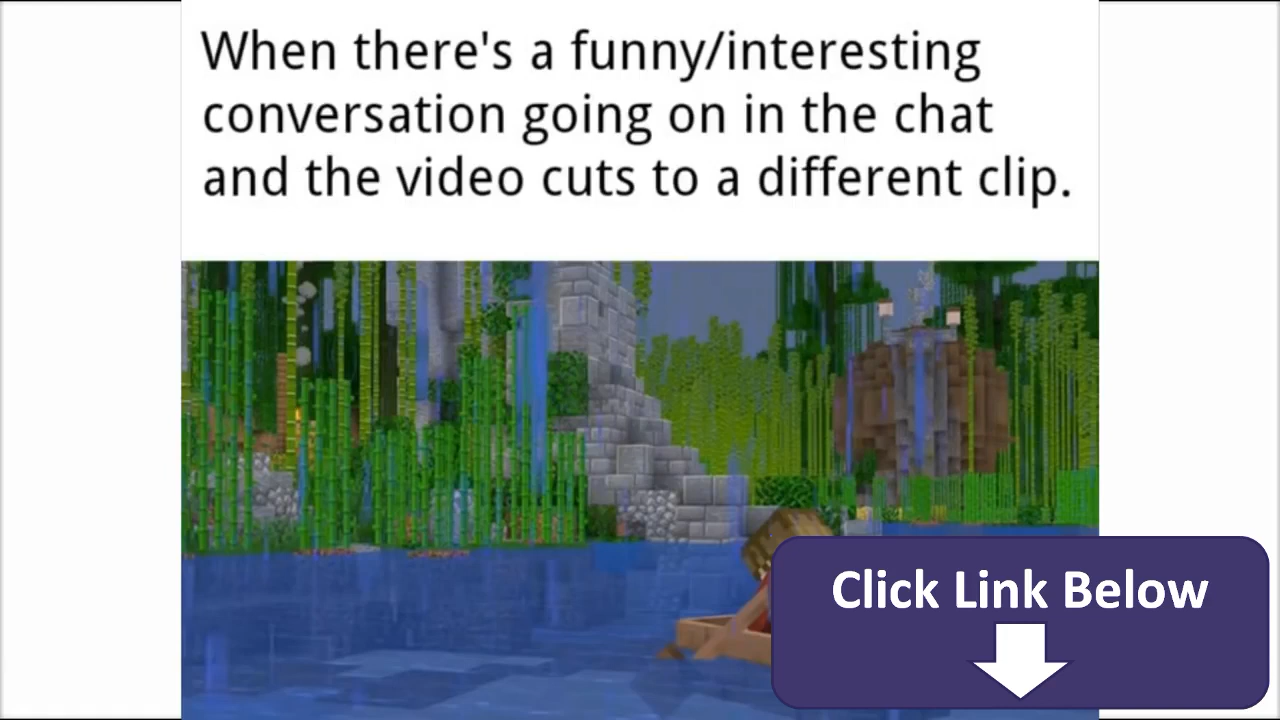 When there's a funny/interesting
conversation going on in the chat
and the video cuts to a different clip.
Click Link Below